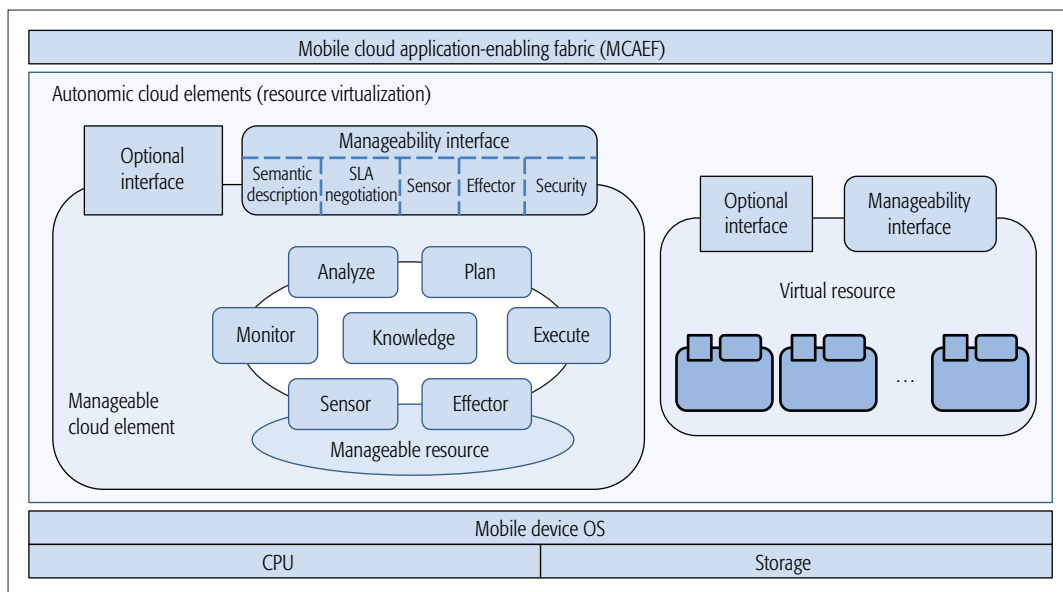 Mobile cloud application-enabling fabric (MCAEF)
Autonomic cloud elements (resource virtualization)
Optional
interface
Manageability interface
Semantic
description
SLA
negotiation
Sensor
Effector
Security
Analyze
Plan
Monitor
Knowledge
Execute
Sensor
Effector
Manageable
cloud element
Manageable resource
Optional
interface
Manageability
interface
Virtual resource
...
Mobile device OS
CPU
Storage